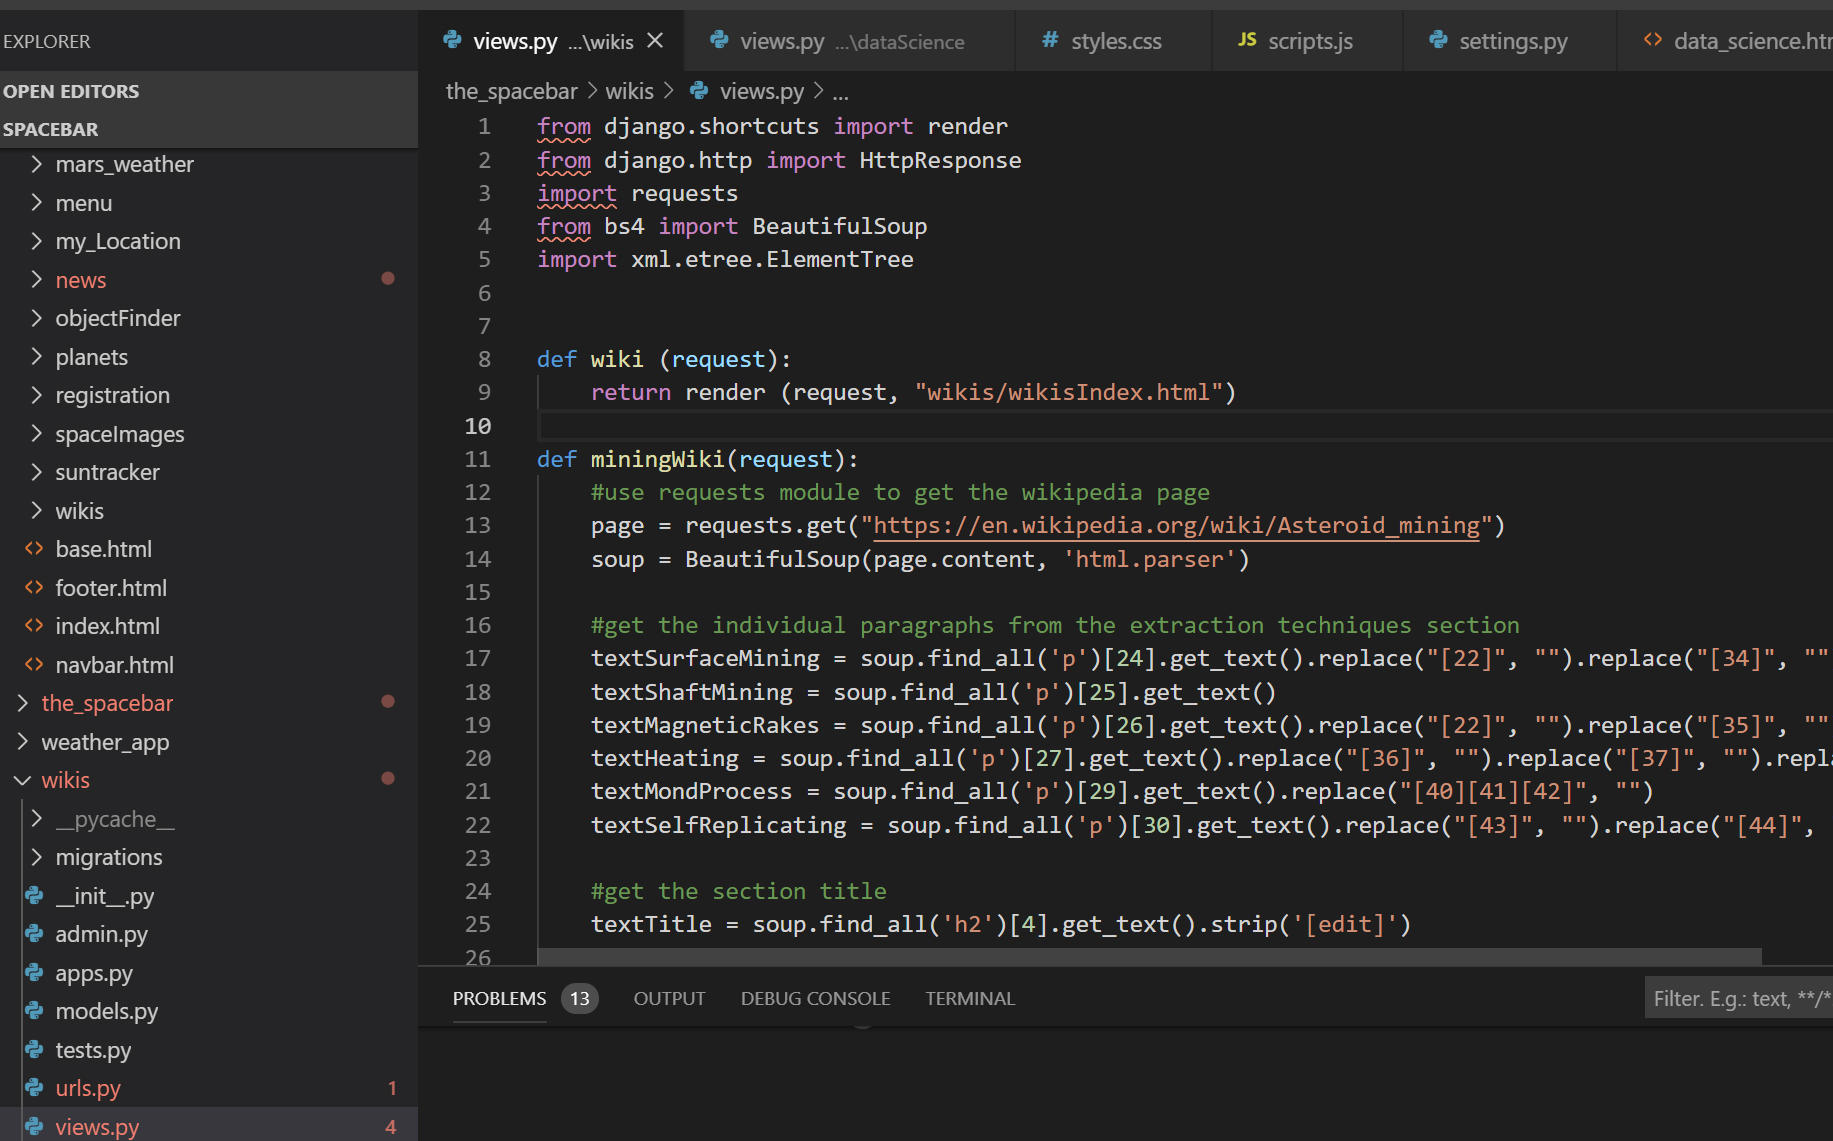 EXPLORER
OPEN EDITORS
SPACEBAR
mars_weather
menu
my_Location
news
objectFinder
planets
registration
spaceImages
suntracker
wikis
base.html
footer.html
index.html
navbar.html
the_spacebar
weather_app
wikis
__pycache__
migrations
__init__.py
admin.py
apps.py
models.py
tests.py
urls.py 1
views.py 4
views.py ...\wikis views.py ...\dataScience # styles.css JS scripts.js settings.py <> data_science.htm
the_spacebar > wikis > views.py > ...
1 from django.shortcuts import render
2 from django.http import HttpResponse
3 import requests
4 from bs4 import BeautifulSoup
5 import xml.etree.ElementTree
6
7
8 def wiki (request):
9 return render (request, "wikis/wikisIndex.html")
10
11 def miningWiki(request):
12 #use requests module to get the wikipedia page
13 page = requests.get("https://en.wikipedia.org/wiki/Asteroid_mining")
14 soup = BeautifulSoup(page.content, 'html.parser')
15
16 #get the individual paragraphs from the extraction techniques section
17 textSurfaceMining = soup.find_all('p')[24].get_text().replace("[22]", "").replace("[34]", ""
18 textShaftMining = soup.find_all('p')[25].get_text()
19 textMagneticRakes = soup.find_all('p')[26].get_text().replace("[22]", "").replace("[35]", ""
20 textHeating = soup.find_all('p')[27].get_text().replace("[36]", "").replace("[37]", "").repla
21 textMondProcess = soup.find_all('p')[29].get_text().replace("[40][41][42]", "")
22 textSelfReplicating = soup.find_all('p')[30].get_text().replace("[43]", "").replace("[44]",
23
24 #get the section title
25 textTitle = soup.find_all('h2')[4].get_text().strip('[edit]')
26
PROBLEMS 13 OUTPUT DEBUG CONSOLE TERMINAL Filter. E.g.: text, **/*